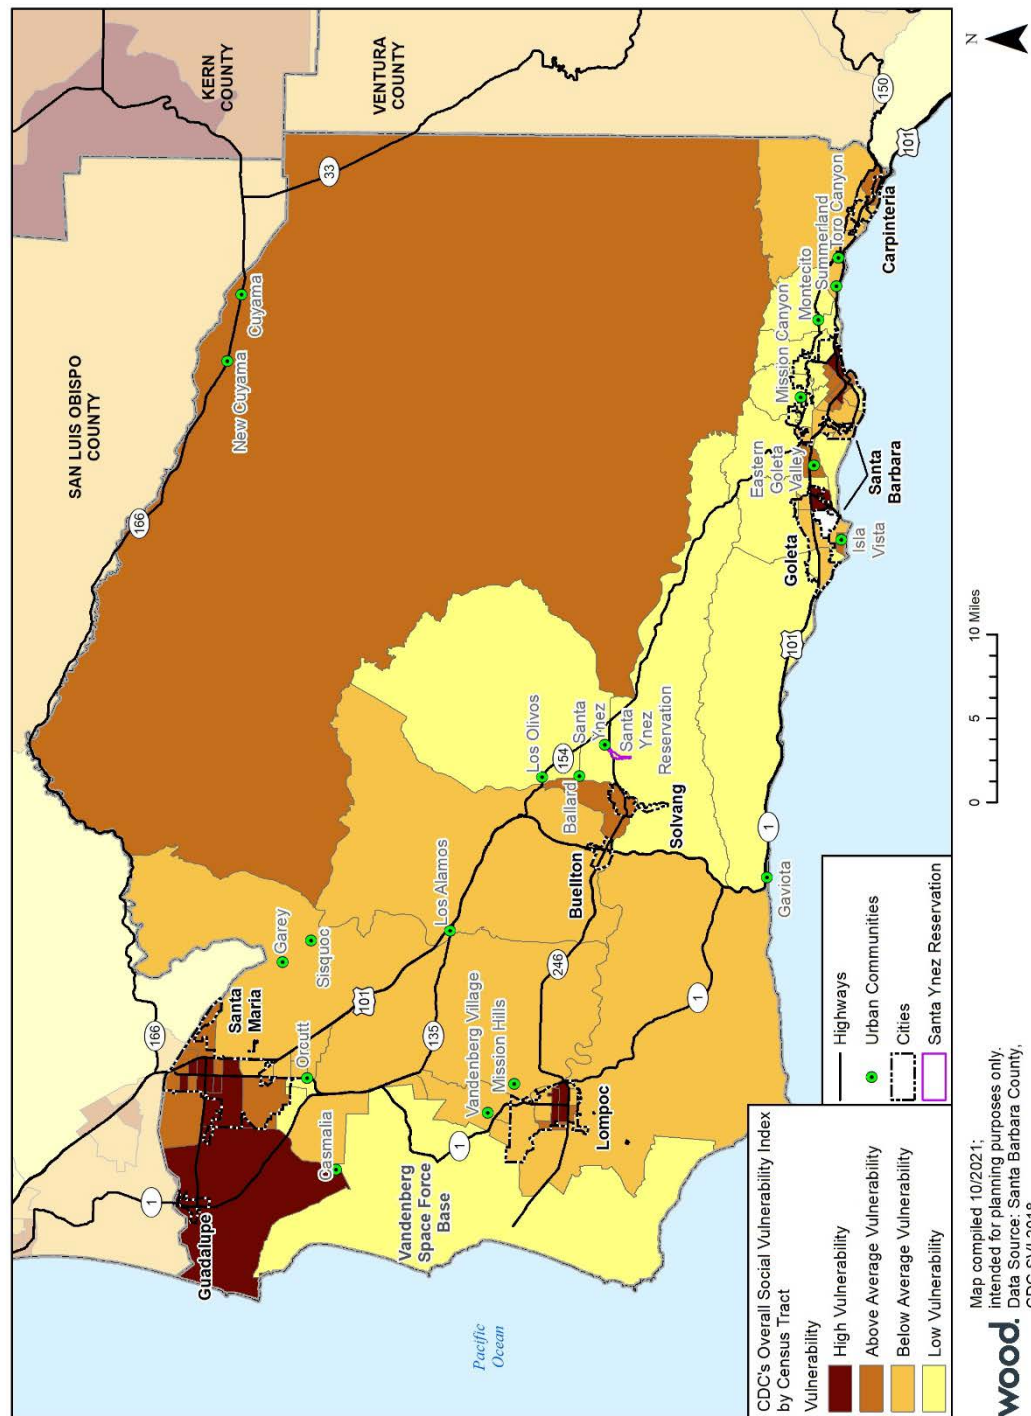 SAN LUIS OBISPO
COUNTY
KERN
COUNTY
VENTURA
COUNTY
166
166
33
150
101
New Cuyama
Cuyama
1
Guadalupe
Santa
Maria
Garey
Sisquoc
Orcutt
Casmalia
101
135
Los Alamos
Vandenberg
Space Force
Base
1
Vandenberg Village
Mission Hills
Lompoc
246
1
Los Olivos
154
Ballard
Santa
Ynez
Santa
Ynez
Reservation
Buellton
Solvang
Gaviota
1
101
Goleta
Isla
Vista
Eastern
Goleta
Valley
Santa
Barbara
Mission Canyon
Montecito
Summerland
Toro Canyon
Carpinteria
Pacific
Ocean
CDC's Overall Social Vulnerability Index
by Census Tract
Vulnerability
High Vulnerability
Above Average Vulnerability
Below Average Vulnerability
Low Vulnerability
Highways
Urban Communities
Cities
Santa Ynez Reservation
0 5 10 Miles
N
wood.
Map compiled 10/2021;
intended for planning purposes only.
Data Source: Santa Barbara County,
CDC SVI 2018